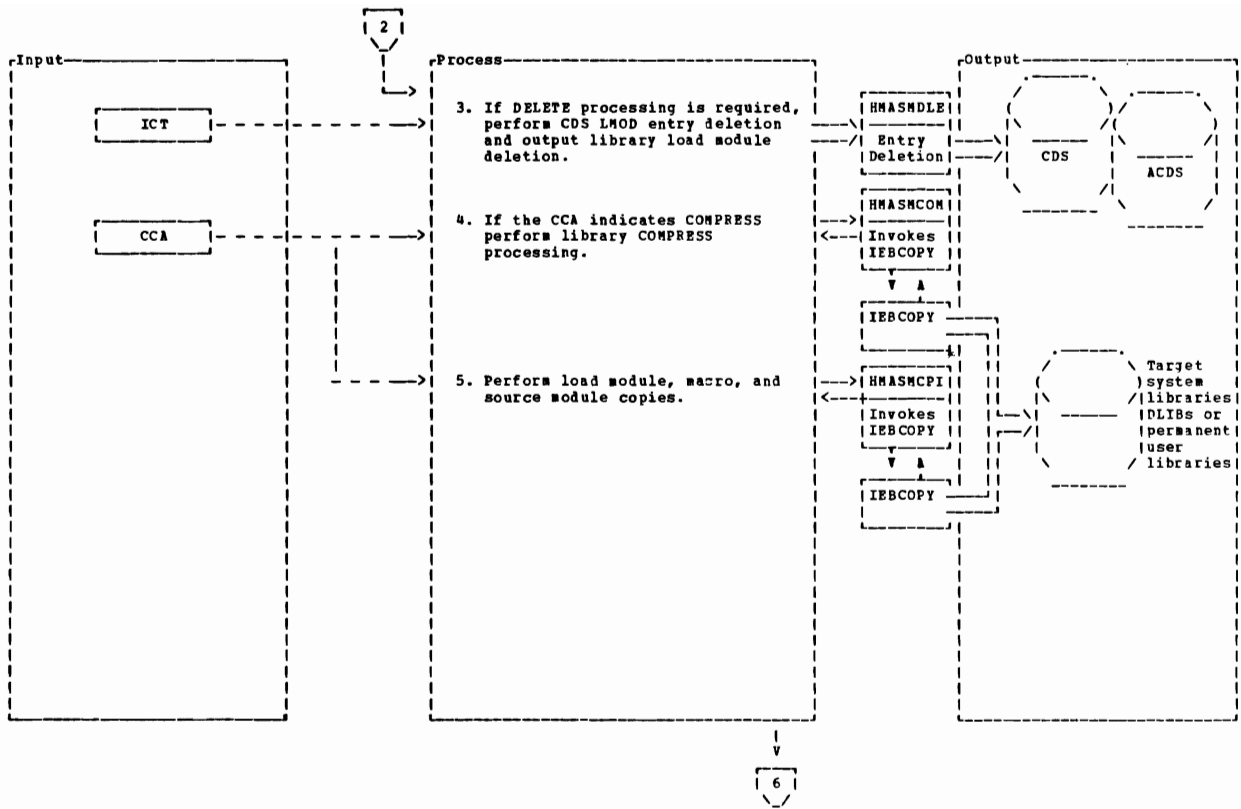 2
Input
Process
Output
ICT
3. If DELETE processing is required,
perform CDS LMOD entry deletion
and output library load module
deletion.
HMASMDLE
Entry
Deletion
CDS
ACDS
CCA
4. If the CCA indicates COMPRESS
perform library COMPRESS
processing.
HMASMCOM
Invokes
IEBCOPY
IEBCOPY
5. Perform load module, macro, and
source module copies.
HMASMCPI
Invokes
IEBCOPY
IEBCOPY
Target
system
libraries
DLIBs or
permanent
user
libraries
6